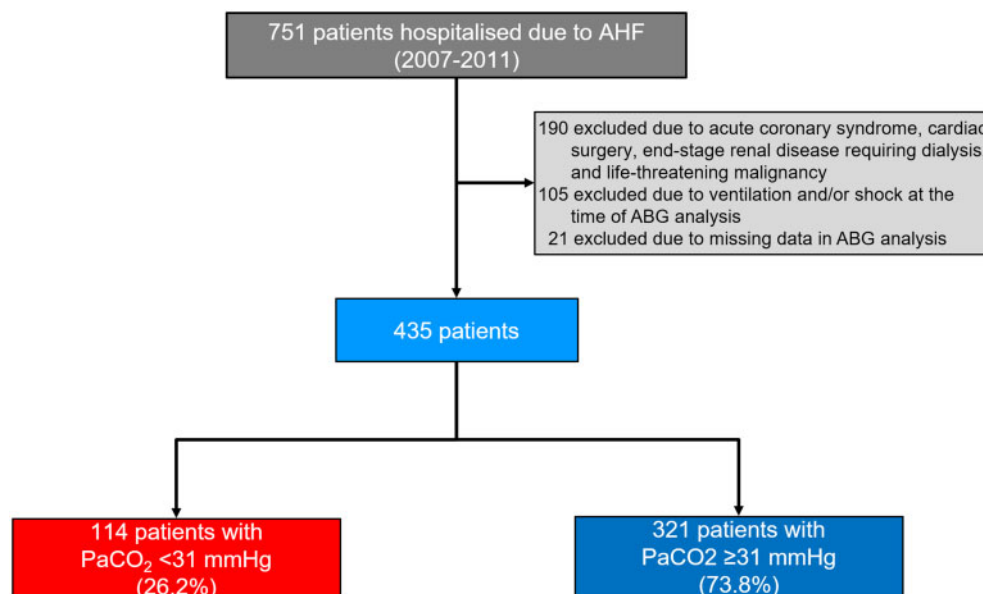 751 patients hospitalised due to AHF
(2007-2011)
190 excluded due to acute coronary syndrome, cardiac
surgery, end-stage renal disease requiring dialysis
and life-threatening malignancy
105 excluded due to ventilation and/or shock at the
time of ABG analysis
21 excluded due to missing data in ABG analysis
435 patients
114 patients with
PaCO₂ <31 mmHg
(26.2%)
321 patients with
PaCO2 ≥31 mmHg
(73.8%)